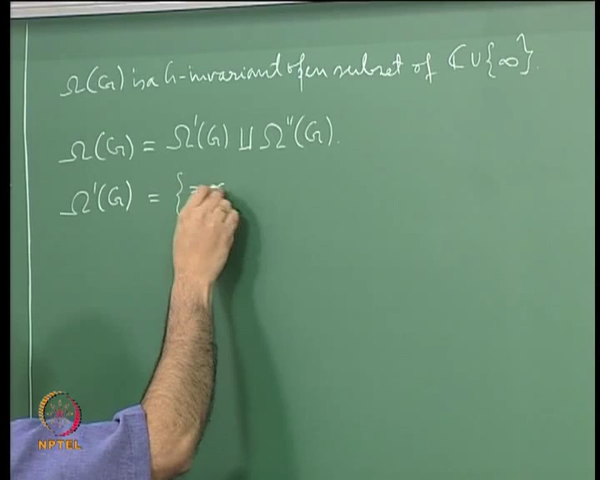 Ω(G) is a G-invariant open subset of ℂ ∪ {∞}.
Ω(G) = Ω'(G) ⊔ Ω''(G).
Ω'(G) = {
NPTEL